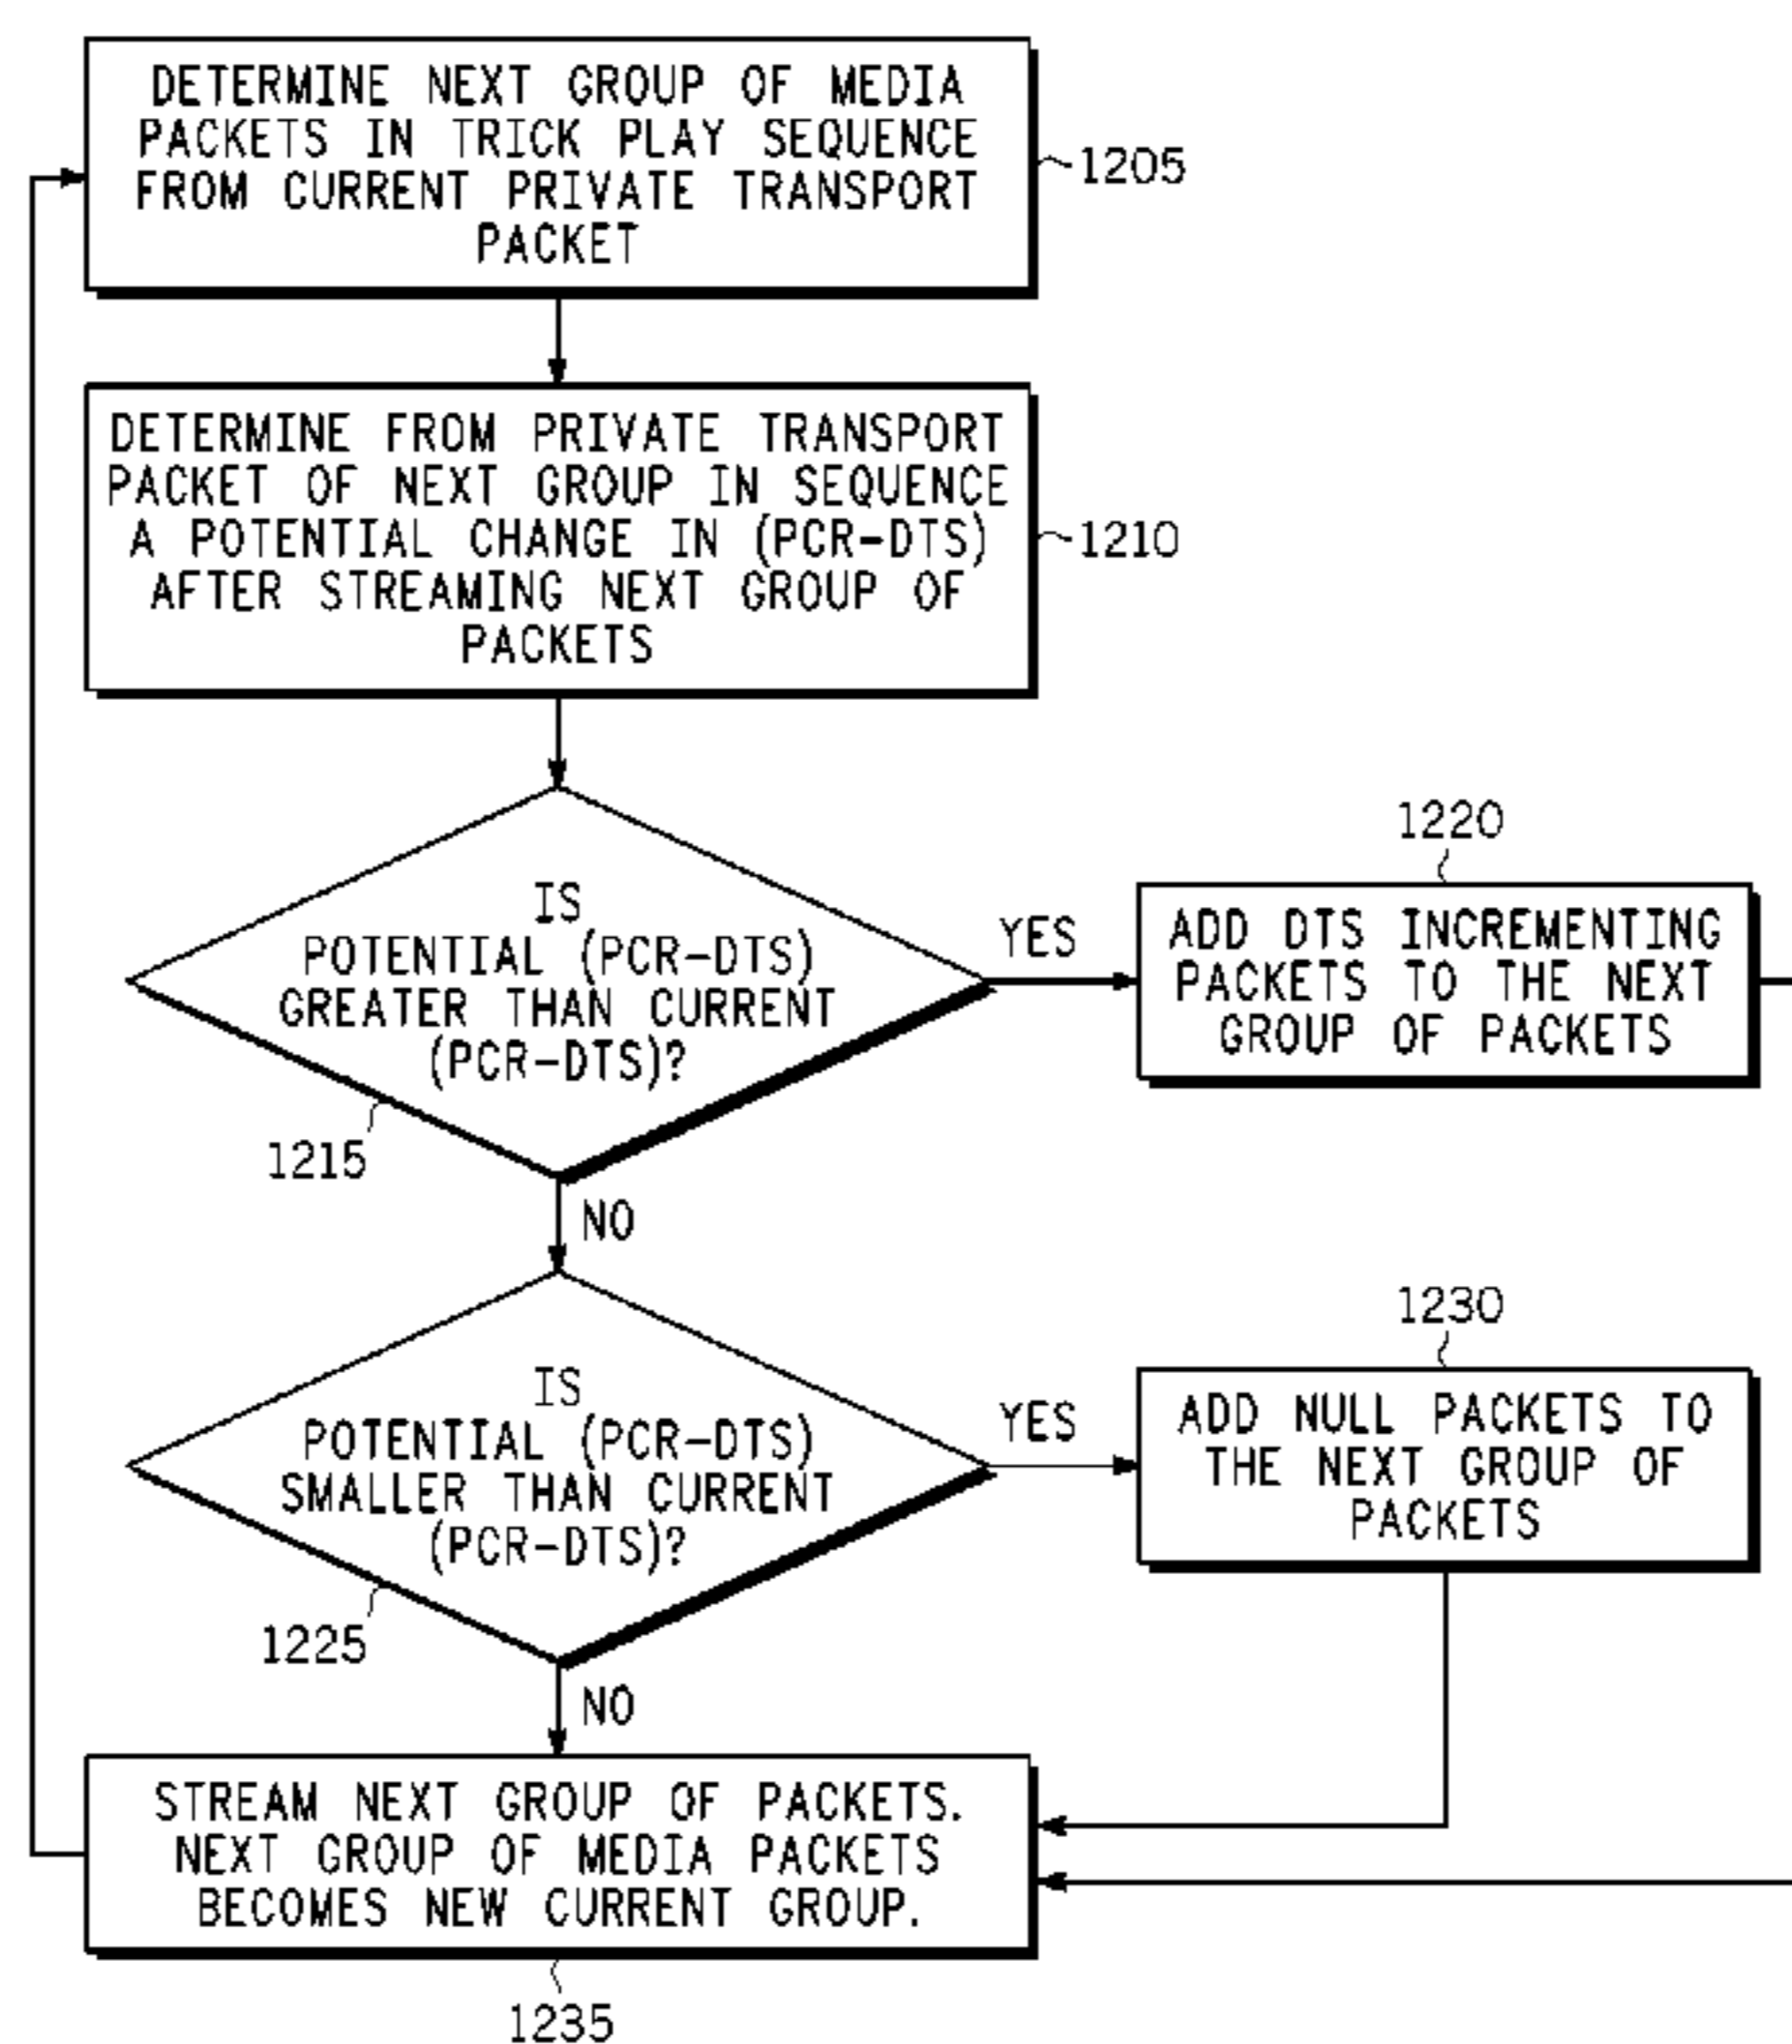 DETERMINE NEXT GROUP OF MEDIA
PACKETS IN TRICK PLAY SEQUENCE
FROM CURRENT PRIVATE TRANSPORT
PACKET
1205
DETERMINE FROM PRIVATE TRANSPORT
PACKET OF NEXT GROUP IN SEQUENCE
A POTENTIAL CHANGE IN (PCR-DTS)
AFTER STREAMING NEXT GROUP OF
PACKETS
1210
IS
POTENTIAL (PCR-DTS)
GREATER THAN CURRENT
(PCR-DTS)?
1215
YES
1220
ADD DTS INCREMENTING
PACKETS TO THE NEXT
GROUP OF PACKETS
NO
IS
POTENTIAL (PCR-DTS)
SMALLER THAN CURRENT
(PCR-DTS)?
1225
YES
1230
ADD NULL PACKETS TO
THE NEXT GROUP OF
PACKETS
NO
STREAM NEXT GROUP OF PACKETS.
NEXT GROUP OF MEDIA PACKETS
BECOMES NEW CURRENT GROUP.
1235